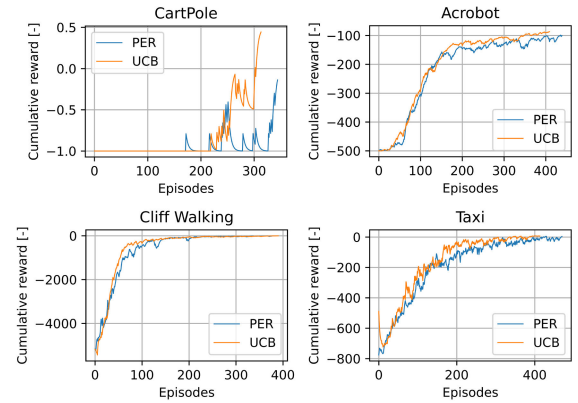 CartPole
Cumulative reward [-]
0.5
0.0
−0.5
−1.0
PER
UCB
0
100
200
300
Episodes
Acrobot
Cumulative reward [-]
−100
−200
−300
−400
−500
PER
UCB
0
100
200
300
400
Episodes
Cliff Walking
Cumulative reward [-]
0
−2000
−4000
PER
UCB
0
100
200
300
400
Episodes
Taxi
Cumulative reward [-]
0
−200
−400
−600
−800
PER
UCB
0
200
400
Episodes